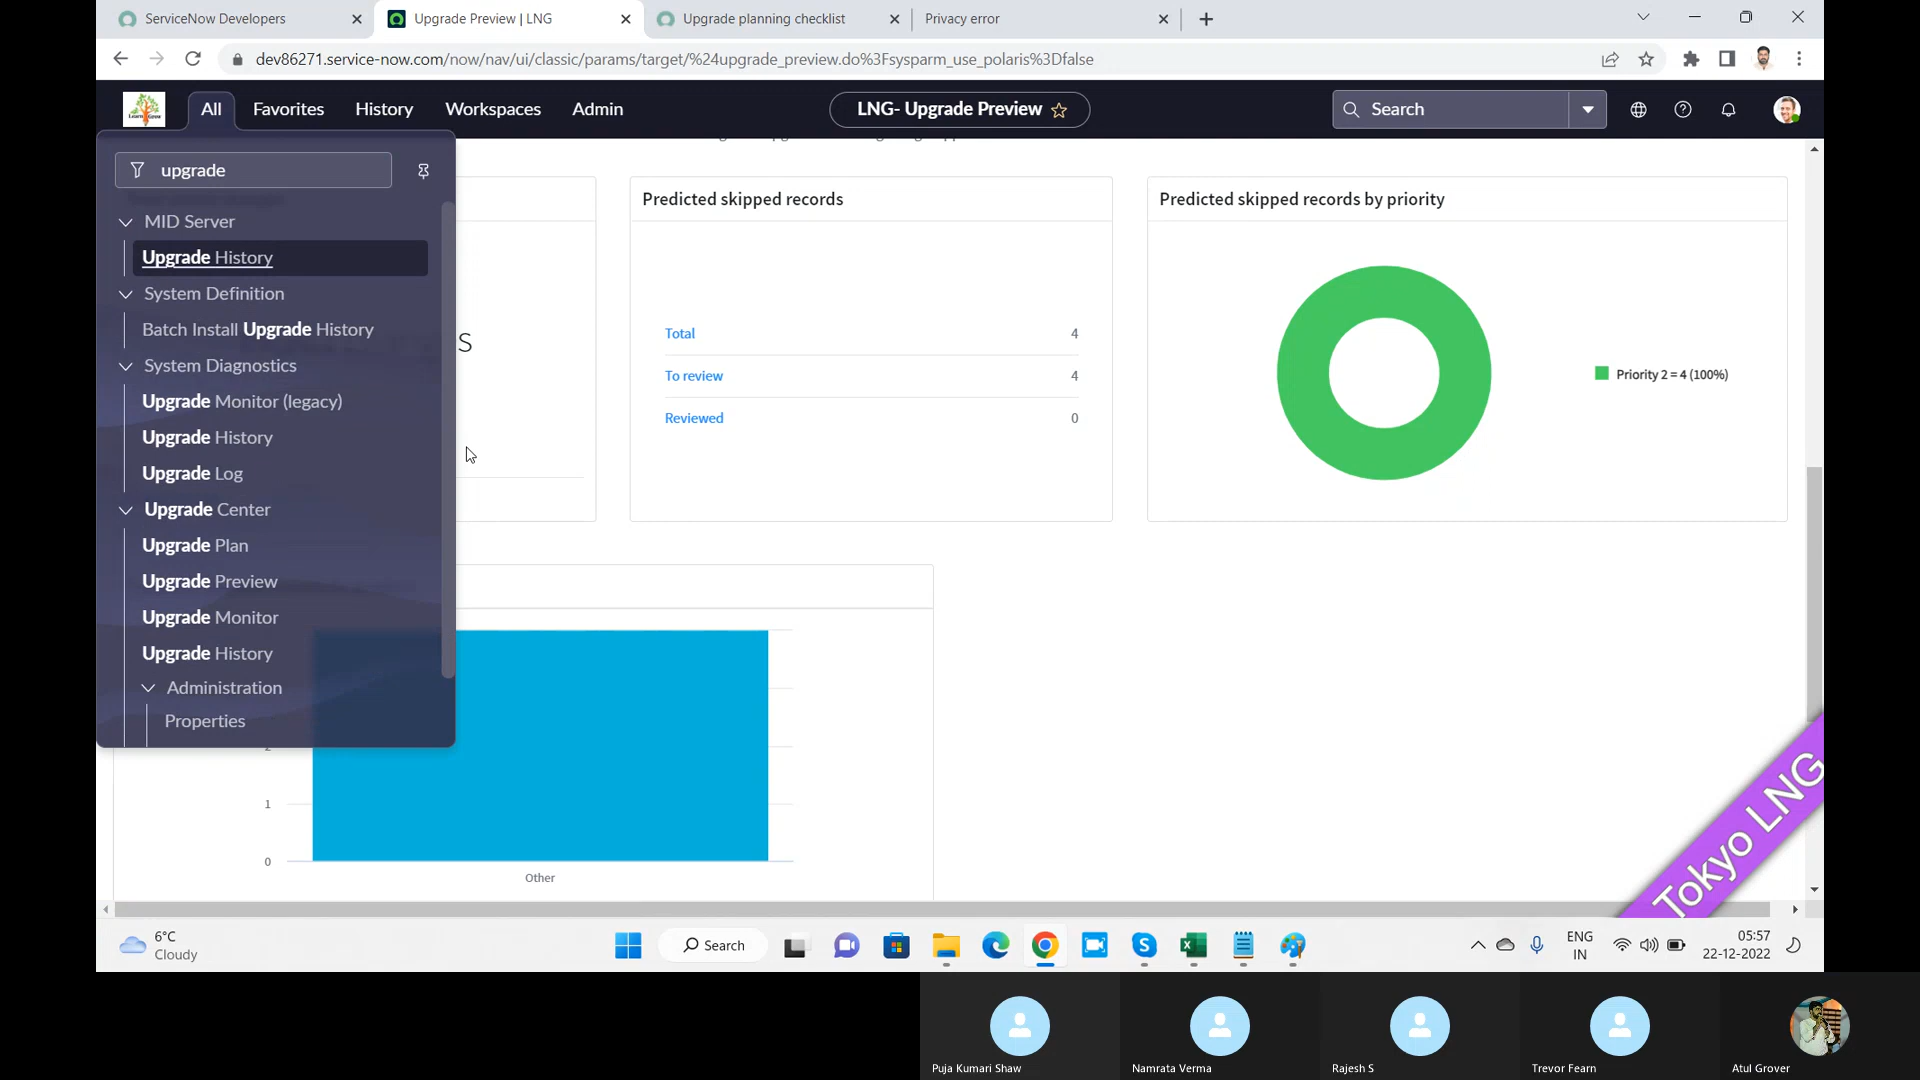 ServiceNow Developers
Upgrade Preview | LNG
Upgrade planning checklist
Privacy error
dev86271.service-now.com/now/nav/ui/classic/params/target/%24upgrade_preview.do%3Fsysparm_use_polaris%3Dfalse
All
Favorites
History
Workspaces
Admin
LNG- Upgrade Preview
Search
upgrade
MID Server
Upgrade History
System Definition
Batch Install Upgrade History
System Diagnostics
Upgrade Monitor (legacy)
Upgrade History
Upgrade Log
Upgrade Center
Upgrade Plan
Upgrade Preview
Upgrade Monitor
Upgrade History
Administration
Properties
s
Predicted skipped records
Total 4
To review 4
Reviewed 0
Predicted skipped records by priority
Priority 2 = 4 (100%)
2
1
0
Other
Tokyo LNG
6°C
Cloudy
Search
ENG
IN
05:57
22-12-2022
Puja Kumari Shaw
Namrata Verma
Rajesh S
Trevor Fearn
Atul Grover